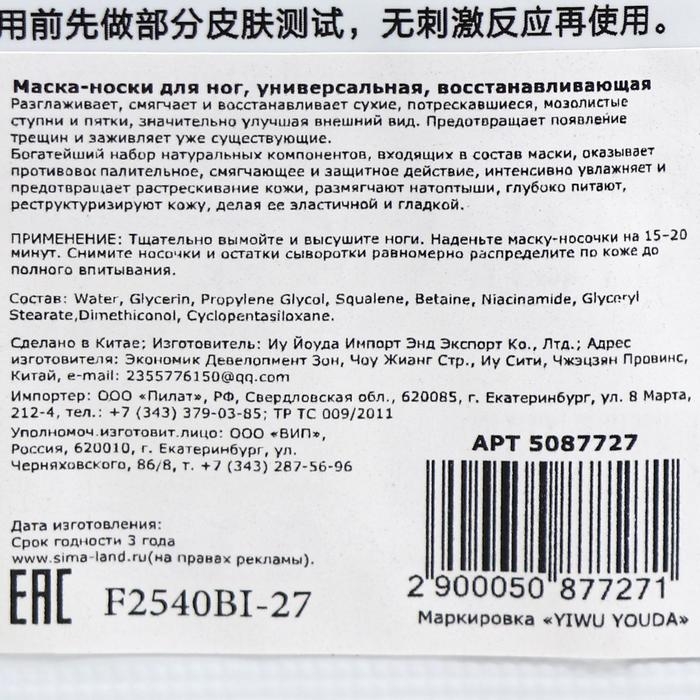 用前先做部分皮肤测试，无刺激反应再使用。
Маска-носки для ног, универсальная, восстанавливающая
Разглаживает, смягчает и восстанавливает сухие, потрескавшиеся, мозолистые
ступни и пятки, значительно улучшая внешний вид. Предотвращает появление
трещин и заживляет уже существующие.
Богатейший набор натуральных компонентов, входящих в состав маски, оказывает
противовоспалительное, смягчающее и защитное действие, интенсивно увлажняет и
предотвращает растрескивание кожи, размягчают натоптыши, глубоко питают,
реструктуризируют кожу, делая ее эластичной и гладкой.
ПРИМЕНЕНИЕ: Тщательно вымойте и высушите ноги. Наденьте маску-носочки на 15-20
минут. Снимите носочки и остатки сыворотки равномерно распределите по коже до
полного впитывания.
Состав: Water, Glycerin, Propylene Glycol, Squalene, Betaine, Niacinamide, Glyceryl
Stearate,Dimethiconol, Cyclopentasiloxane.
Сделано в Китае; Изготовитель: Иу Йоуда Импорт Энд Экспорт Ко., Лтд.; Адрес
изготовителя: Экономик Девелопмент Зон, Чоу Жианг Стр., Иу Сити, Чжэцзян Провинс,
Китай, e-mail: 2355776150@qq.com
Импортер: ООО «Пилат», РФ, Свердловская обл., 620085, г. Екатеринбург, ул. 8 Марта,
212-4, тел.: +7 (343) 379-03-85; ТР ТС 009/2011
Уполномоч.изготовит.лицо: ООО «ВИП»,
Россия, 620010, г. Екатеринбург, ул.
Черняховского, 86/8, т. +7 (343) 287-56-96
АРТ 5087727
Дата изготовления:
Срок годности 3 года
www.sima-land.ru(на правах рекламы).
EAC F2540BI-27
2 900050 877271
Маркировка «YIWU YOUDA»